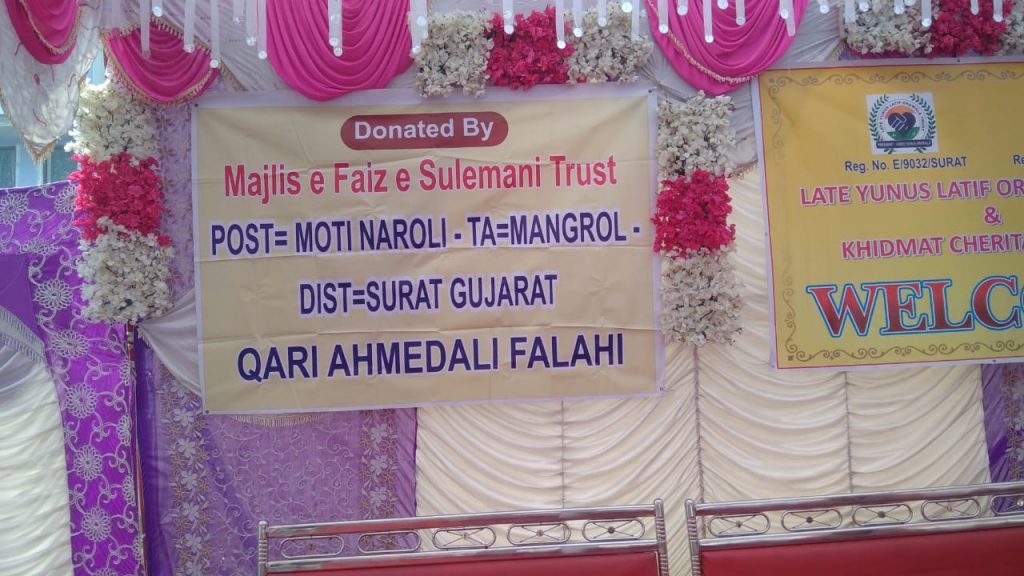 Donated By
Majlis e Faiz e Sulemani Trust
POST= MOTI NAROLI - TA=MANGROL -
DIST=SURAT GUJARAT
QARI AHMEDALI FALAHI
Reg. No. E/9032/SURAT
LATE YUNUS LATIF
&
KHIDMAT